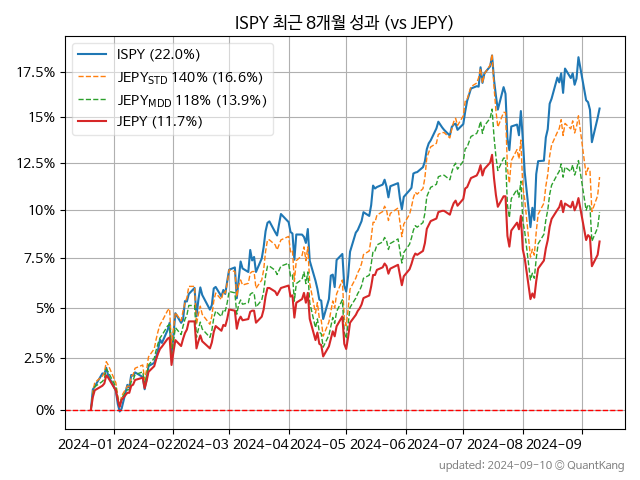 ISPY 최근 8개월 성과 (vs JEPY)
ISPY (22.0%)
JEPYSTD 140% (16.6%)
JEPYMDD 118% (13.9%)
JEPY (11.7%)
17.5%
15%
12.5%
10%
7.5%
5%
2.5%
0%
2024-01 2024-02 2024-03 2024-04 2024-05 2024-06 2024-07 2024-08 2024-09
updated: 2024-09-10 © QuantKang